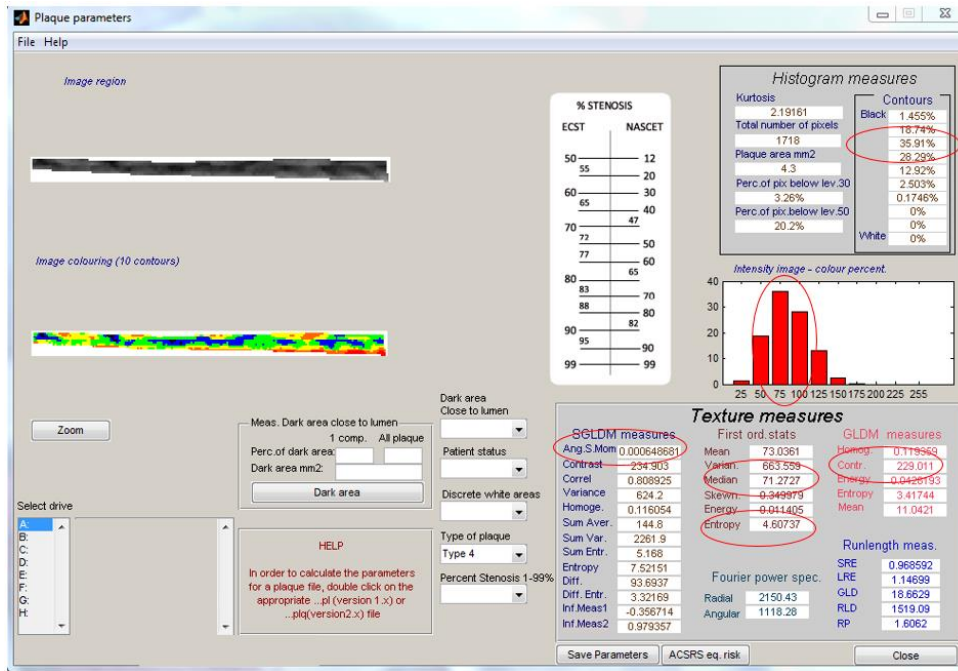 Plaque parameters
File Help
Image region
Image colouring (10 contours)
Zoom
Select drive
A:
B:
C:
D:
E:
F:
G:
H:
Meas. Dark area close to lumen
1 comp. All plaque
Perc.of dark area:
Dark area mm2:
Dark area
HELP
In order to calculate the parameters
for a plaque file, double click on the
appropriate ...pl (version 1.x) or
...plq(version2.x) file
Dark area
Close to lumen
Patient status
Discrete white areas
Type of plaque
Type 4
Percent Stenosis 1-99%
% STENOSIS
ECST NASCET
50 12
55
20
60 30
65
40
47
70
72
50
77
60
65
80
83
70
88
80
82
90
95
90
99 99
Histogram measures
Kurtosis
2.19161
Total number of pixels
1718
Plaque area mm2
4.3
Perc.of pix below lev.30
3.26%
Perc.of pix.below lev.50
20.2%
Contours
Black 1.455%
18.74%
35.91%
28.29%
12.92%
2.503%
0.1746%
0%
0%
White 0%
Intensity image - colour percent.
40
30
20
10
0
25 50 75 100 125 150 175 200 225 255
Texture measures
SGLDM measures
Ang.S.Mom 0.000648681
Contrast 234.903
Correl 0.808925
Variance 624.2
Homoge. 0.116054
Sum Aver. 144.8
Sum Var. 2261.9
Sum Entr. 5.168
Entropy 7.52151
Diff. 93.6937
Diff. Entr. 3.32169
Inf.Meas1 -0.356714
Inf.Meas2 0.979357
First ord.stats
Mean 73.0361
Varian. 663.559
Median 71.2727
Skewn. 0.349979
Energy 0.011405
Entropy 4.60737
Fourier power spec.
Radial 2150.43
Angular 1118.28
GLDM measures
Homog. 0.119369
Contr. 229.011
Energy 0.0428193
Entropy 3.41744
Mean 11.0421
Runlength meas.
SRE 0.968592
LRE 1.14699
GLD 18.6629
RLD 1519.09
RP 1.6062
Save Parameters ACSRS eq. risk Close